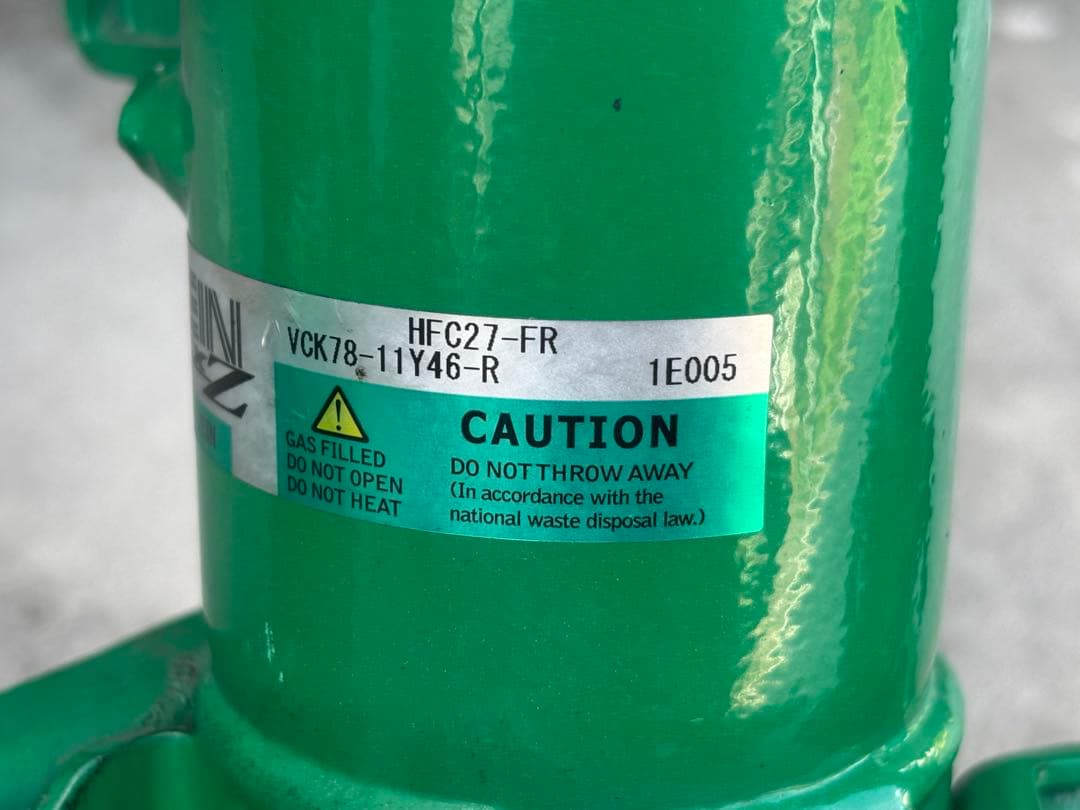 HFC27-FR
VCK78-11Y46-R
1E005
CAUTION
GAS FILLED
DO NOT OPEN
DO NOT HEAT
DO NOT THROW AWAY
(In accordance with the
national waste disposal law.)